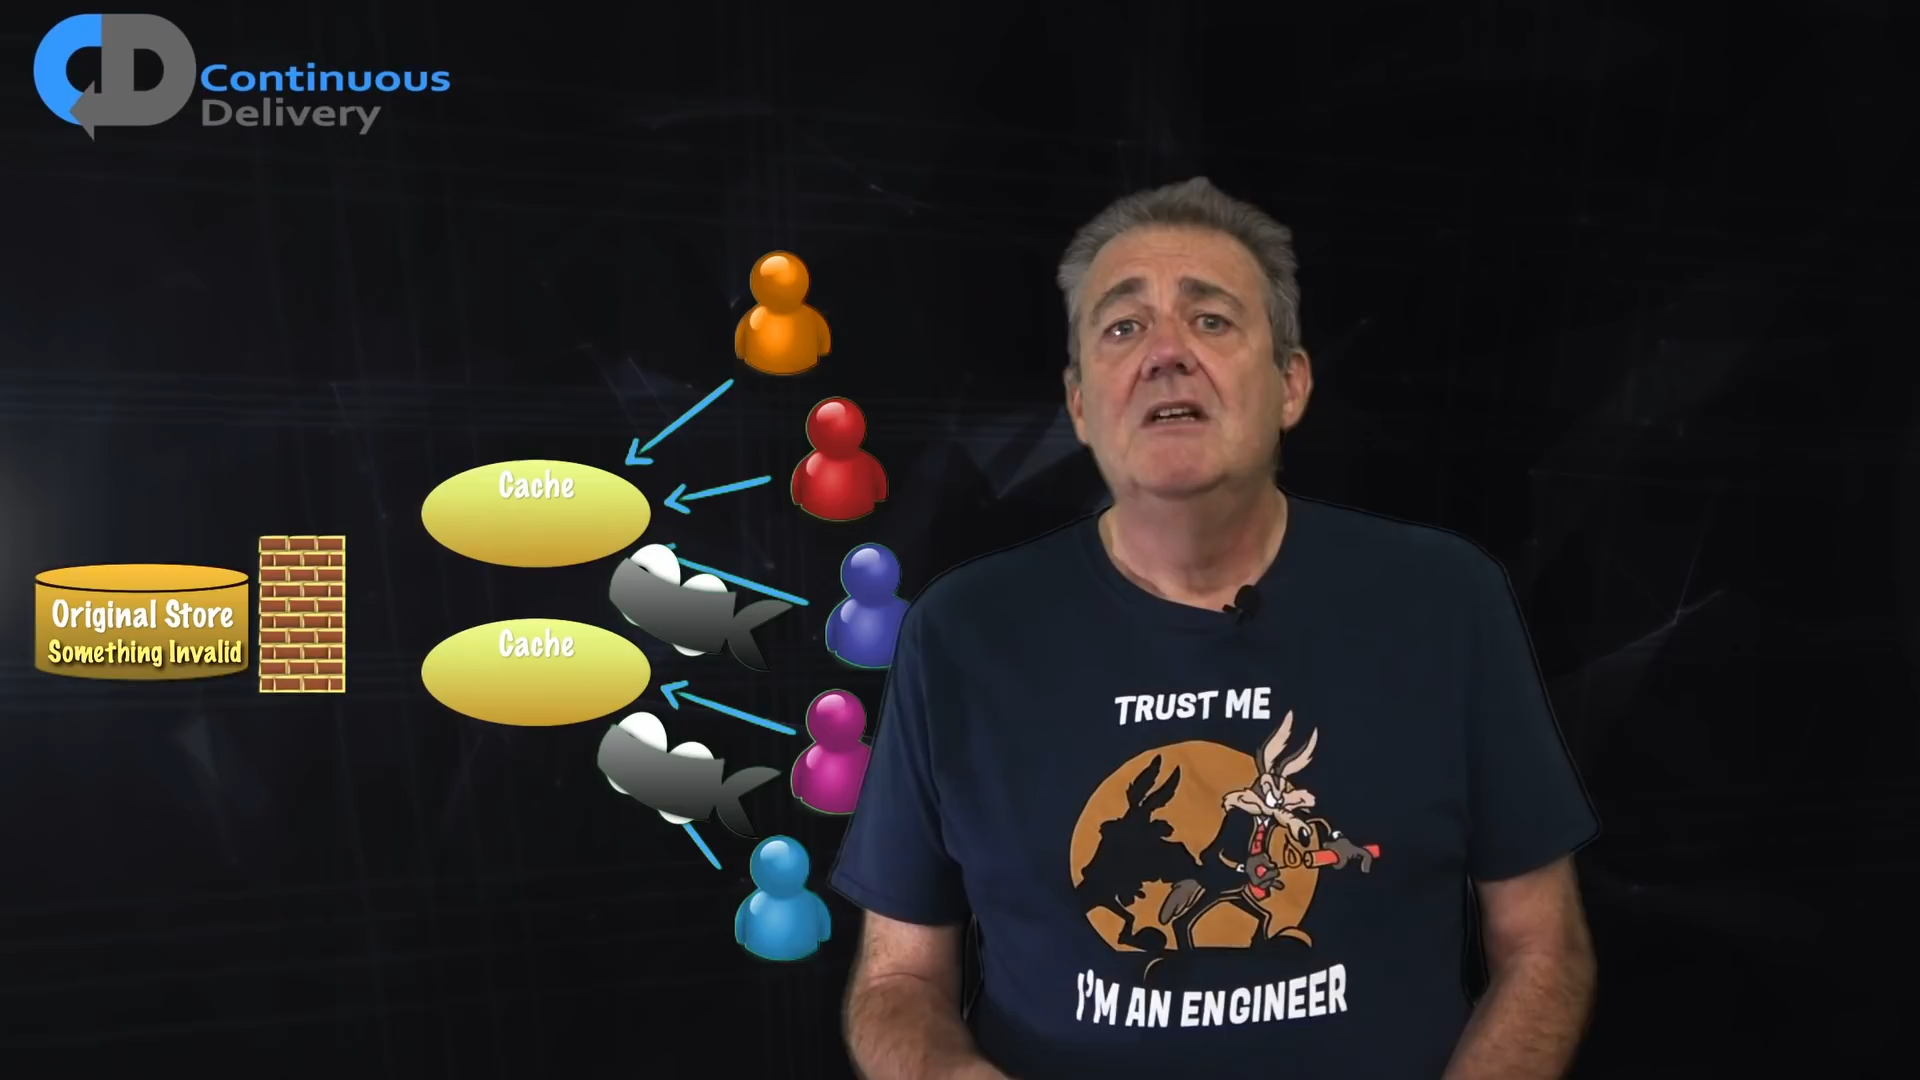 Continuous
Delivery
Cache
Original Store
Something Invalid
Cache
TRUST ME
I'M AN ENGINEER